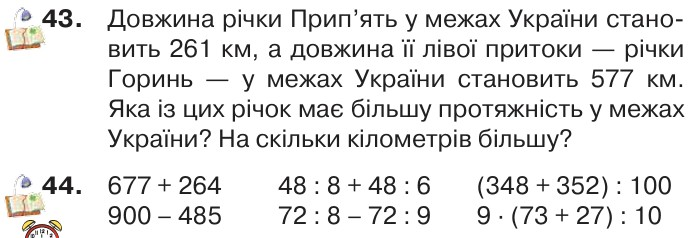 43. Довжина річки Прип’ять у межах України стано-
вить 261 км, а довжина її лівої притоки — річки
Горинь — у межах України становить 577 км.
Яка із цих річок має більшу протяжність у межах
України? На скільки кілометрів більшу?
44. 677 + 264 48 : 8 + 48 : 6 (348 + 352) : 100
900 – 485 72 : 8 – 72 : 9 9 · (73 + 27) : 10